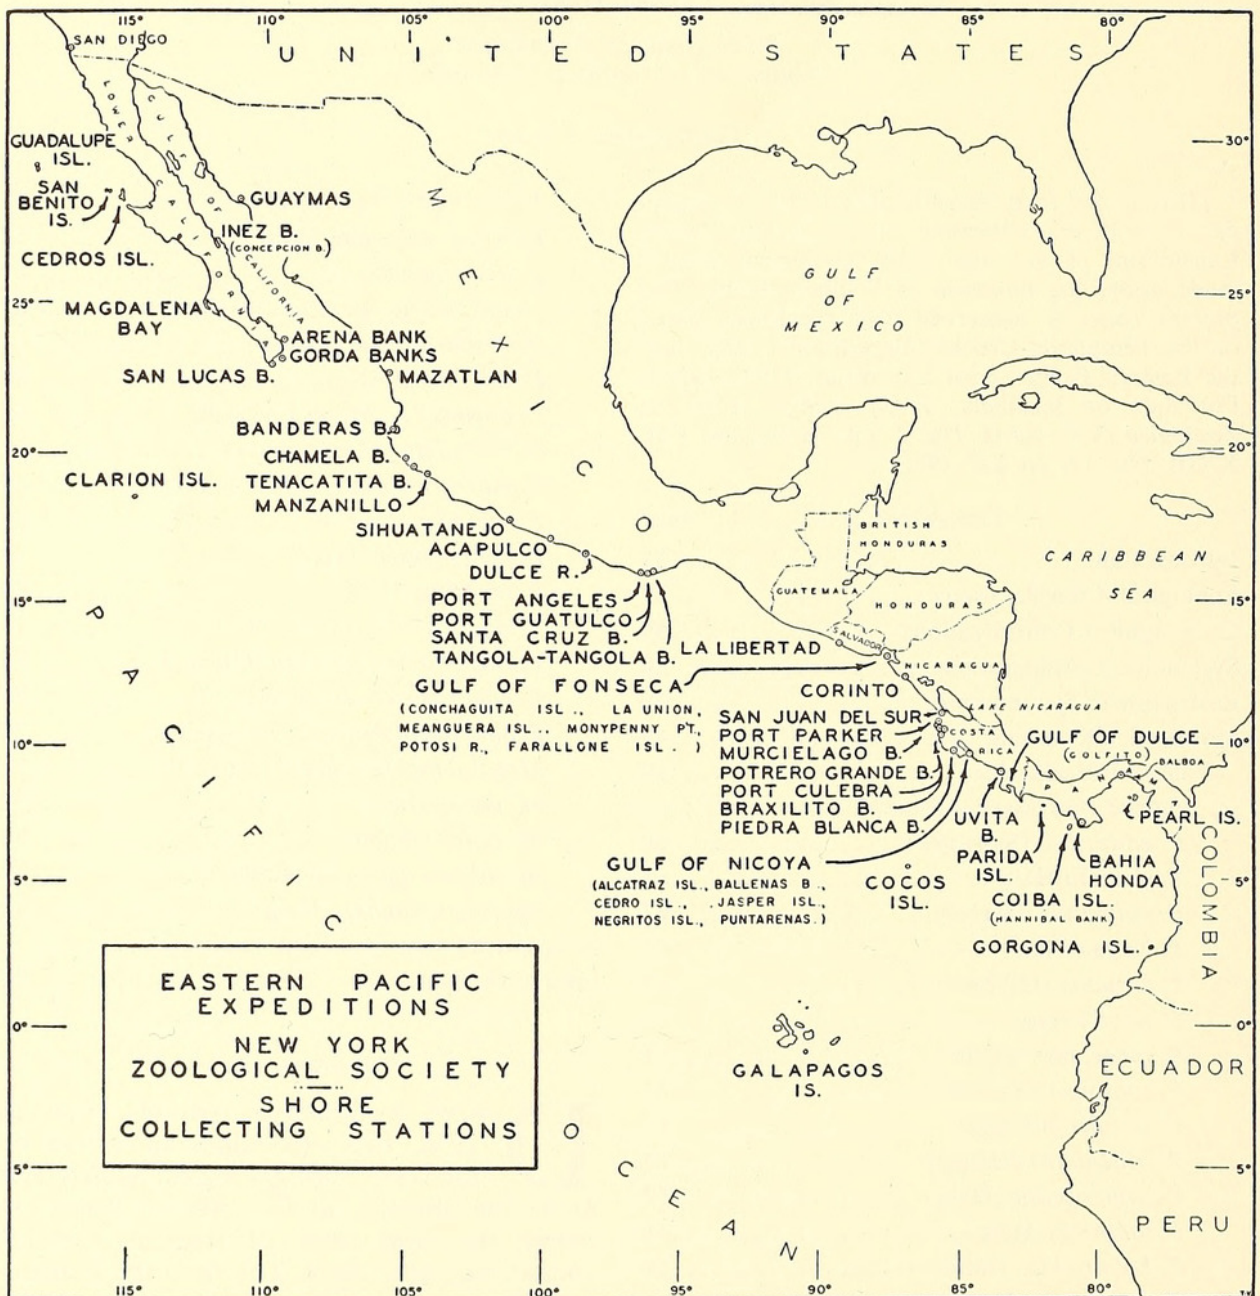 115° 110° 105° 100° 95° 90° 85° 80°
SAN DIEGO
UNITED STATES
LOWER CALIFORNIA
GULF OF CALIFORNIA
GUADALUPE
ISL.
30°
SAN
BENITO
IS.
GUAYMAS
MEXICO
INEZ B.
(CONCEPCION B.)
CEDROS ISL.
GULF
OF
MEXICO
25°
25°
MAGDALENA
BAY
ARENA BANK
GORDA BANKS
SAN LUCAS B.
MAZATLAN
BANDERAS B.
20°
20°
CHAMELA B.
CLARION ISL.
TENACATITA B.
MANZANILLO
SIHUATANEJO
ACAPULCO
DULCE R.
BRITISH
HONDURAS
CARIBBEAN
SEA
GUATEMALA
HONDURAS
15°
15°
PACIFIC
PORT ANGELES
PORT GUATULCO
SANTA CRUZ B.
TANGOLA-TANGOLA B.
LA LIBERTAD
SALVADOR
NICARAGUA
GULF OF FONSECA
(CONCHAGUITA ISL., LA UNION,
MEANGUERA ISL., MONYPENNY PT.,
POTOSI R., FARALLONE ISL.)
CORINTO
LAKE NICARAGUA
SAN JUAN DEL SUR
PORT PARKER
MURCIELAGO B.
POTRERO GRANDE B.
PORT CULEBRA
BRAXILITO B.
PIEDRA BLANCA B.
COSTA
RICA
GULF OF DULCE
(GOLFITO)
BALBOA
10°
10°
PANAMA
PEARL IS.
UVITA
B.
PARIDA
ISL.
BAHIA
HONDA
COLOMBIA
GULF OF NICOYA
(ALCATRAZ ISL., BALLENAS B.,
CEDRO ISL., JASPER ISL.,
NEGRITOS ISL., PUNTARENAS.)
COCOS
ISL.
COIBA ISL.
(HANNIBAL BANK)
5°
5°
GORGONA ISL.
EASTERN PACIFIC
EXPEDITIONS
NEW YORK
ZOOLOGICAL SOCIETY
SHORE
COLLECTING STATIONS
0°
0°
GALAPAGOS
IS.
ECUADOR
OCEAN
5°
5°
PERU
115° 110° 105° 100° 95° 90° 85° 80°